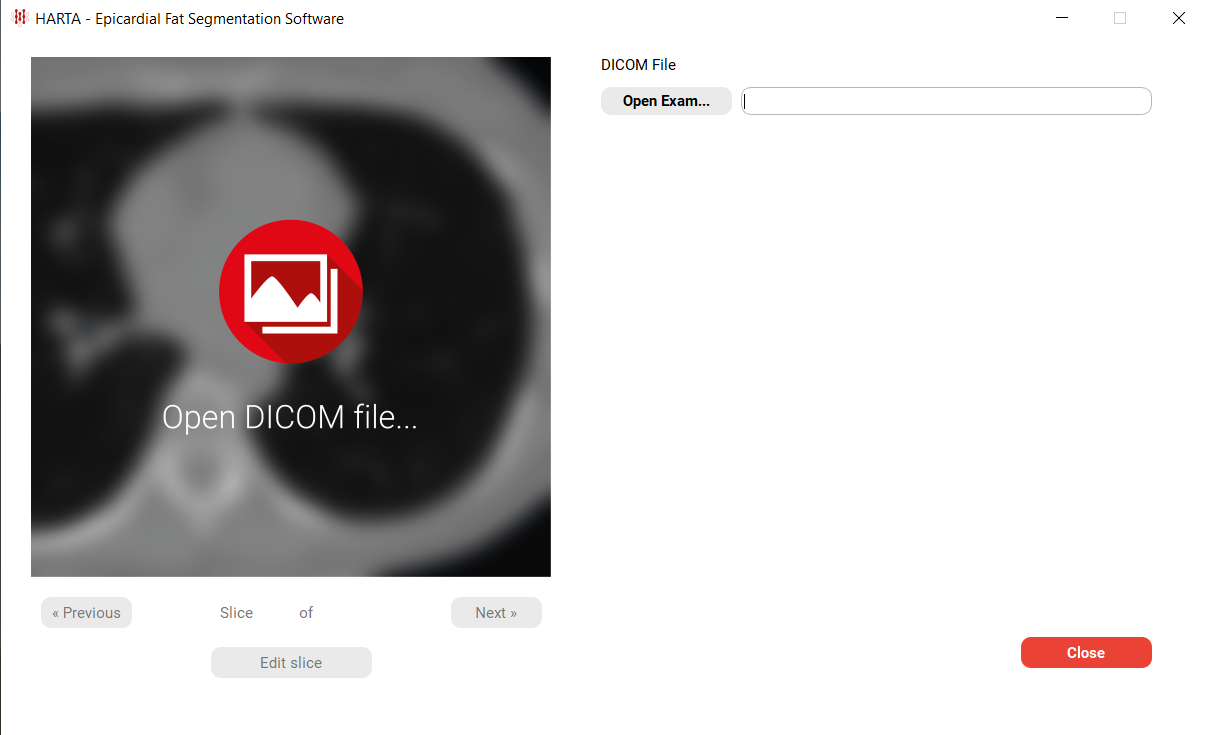 HARTA - Epicardial Fat Segmentation Software
DICOM File
Open Exam...
Open DICOM file...
« Previous
Slice of
Next »
Edit slice
Close